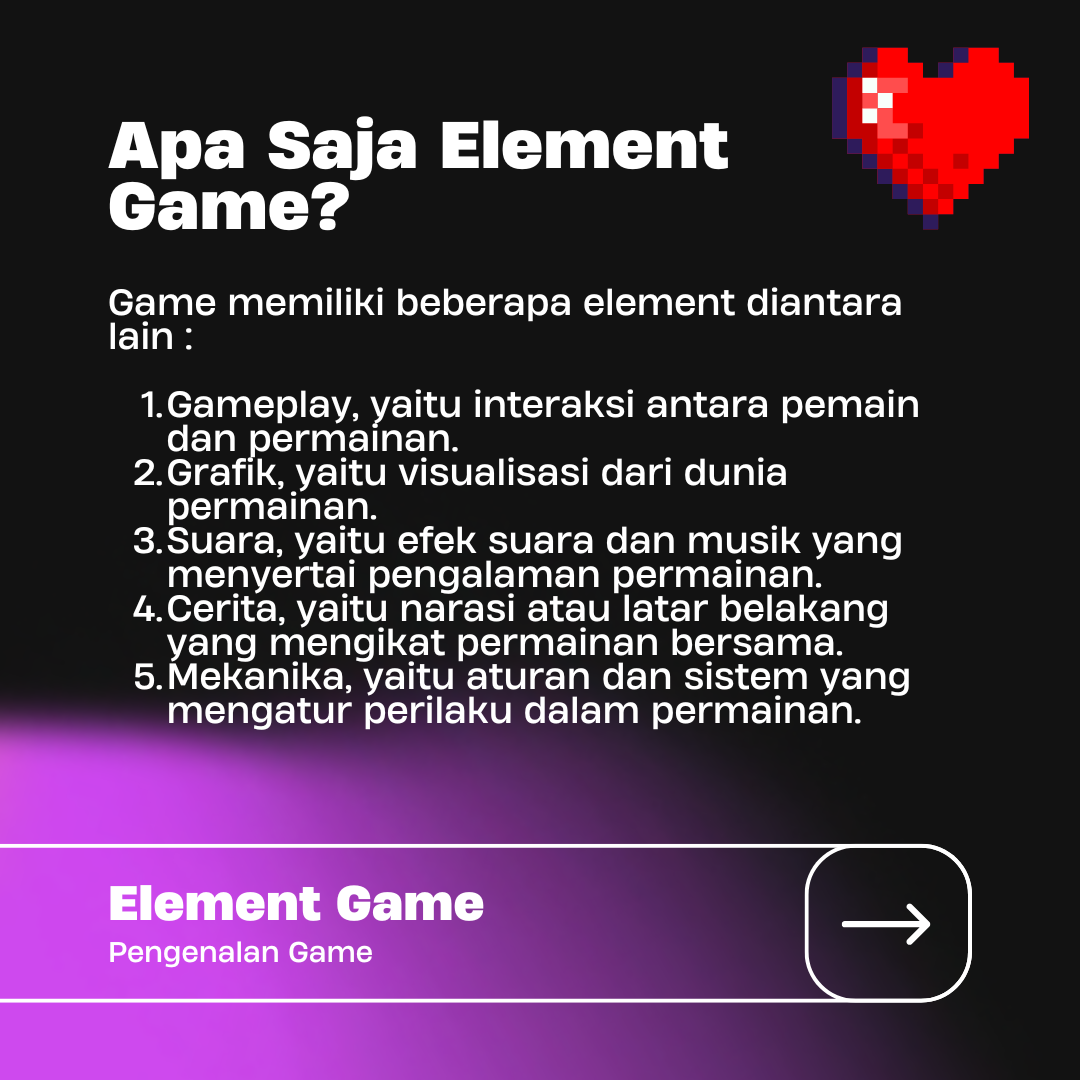 Apa Saja Element
Game?
Game memiliki beberapa element diantara
lain :
1. Gameplay, yaitu interaksi antara pemain
dan permainan.
2. Grafik, yaitu visualisasi dari dunia
permainan.
3. Suara, yaitu efek suara dan musik yang
menyertai pengalaman permainan.
4. Cerita, yaitu narasi atau latar belakang
yang mengikat permainan bersama.
5. Mekanika, yaitu aturan dan sistem yang
mengatur perilaku dalam permainan.
Element Game
Pengenalan Game